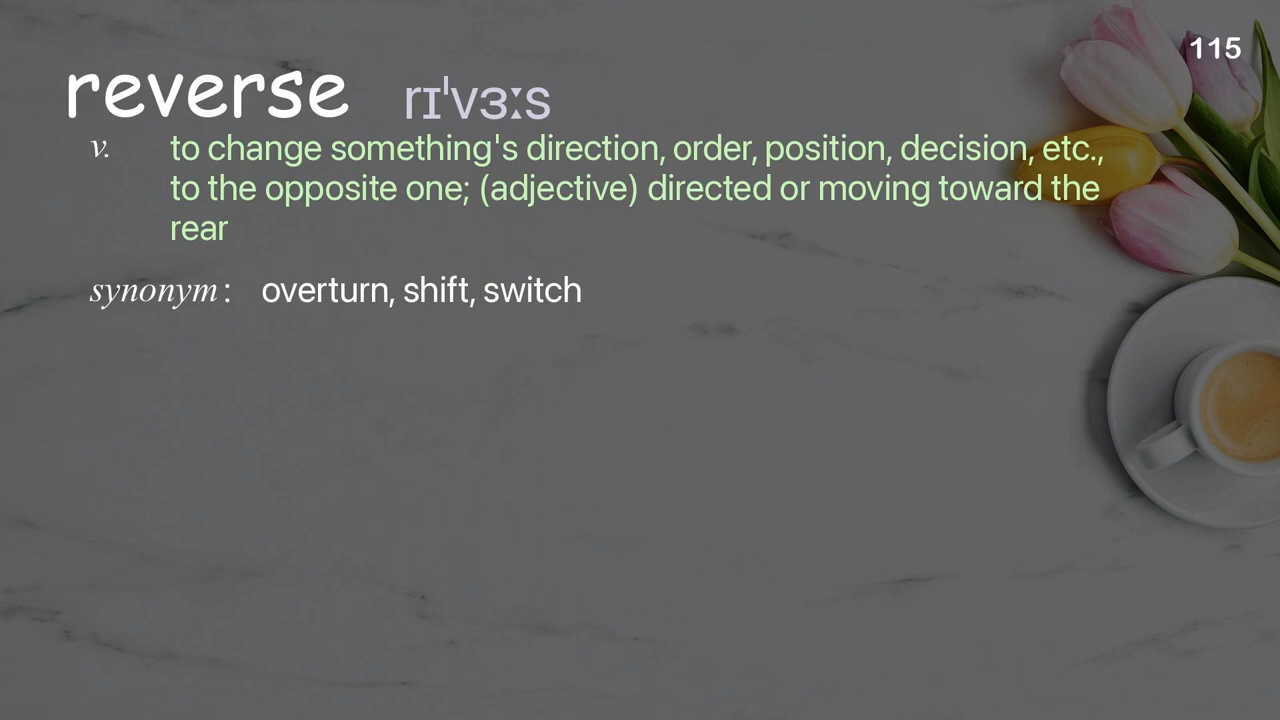 115
reverse rɪˈvɜːs
v. to change something's direction, order, position, decision, etc.,
to the opposite one; (adjective) directed or moving toward the
rear
synonym: overturn, shift, switch